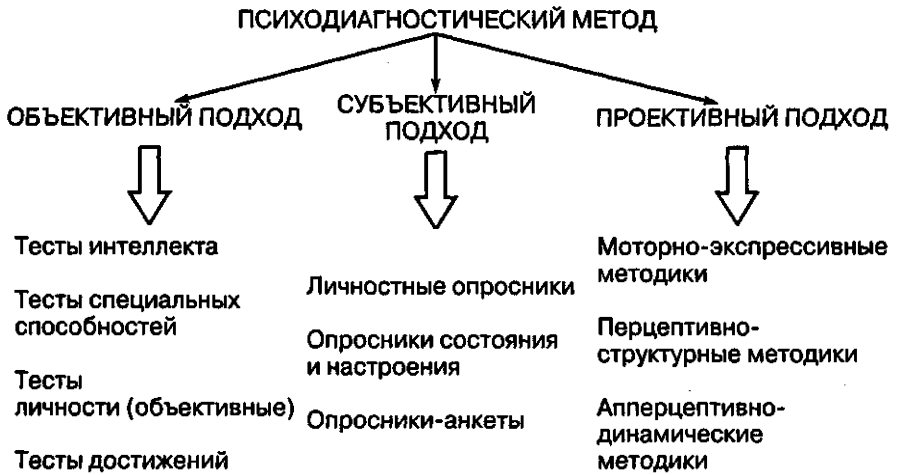 ПСИХОДИАГНОСТИЧЕСКИЙ МЕТОД
ОБЪЕКТИВНЫЙ ПОДХОД
СУБЪЕКТИВНЫЙ
ПОДХОД
ПРОЕКТИВНЫЙ ПОДХОД
Тесты интеллекта
Тесты специальных
способностей
Тесты
личности (объективные)
Тесты достижений
Личностные опросники
Опросники состояния
и настроения
Опросники-анкеты
Моторно-экспрессивные
методики
Перцептивно-
структурные методики
Апперцептивно-
динамические
методики